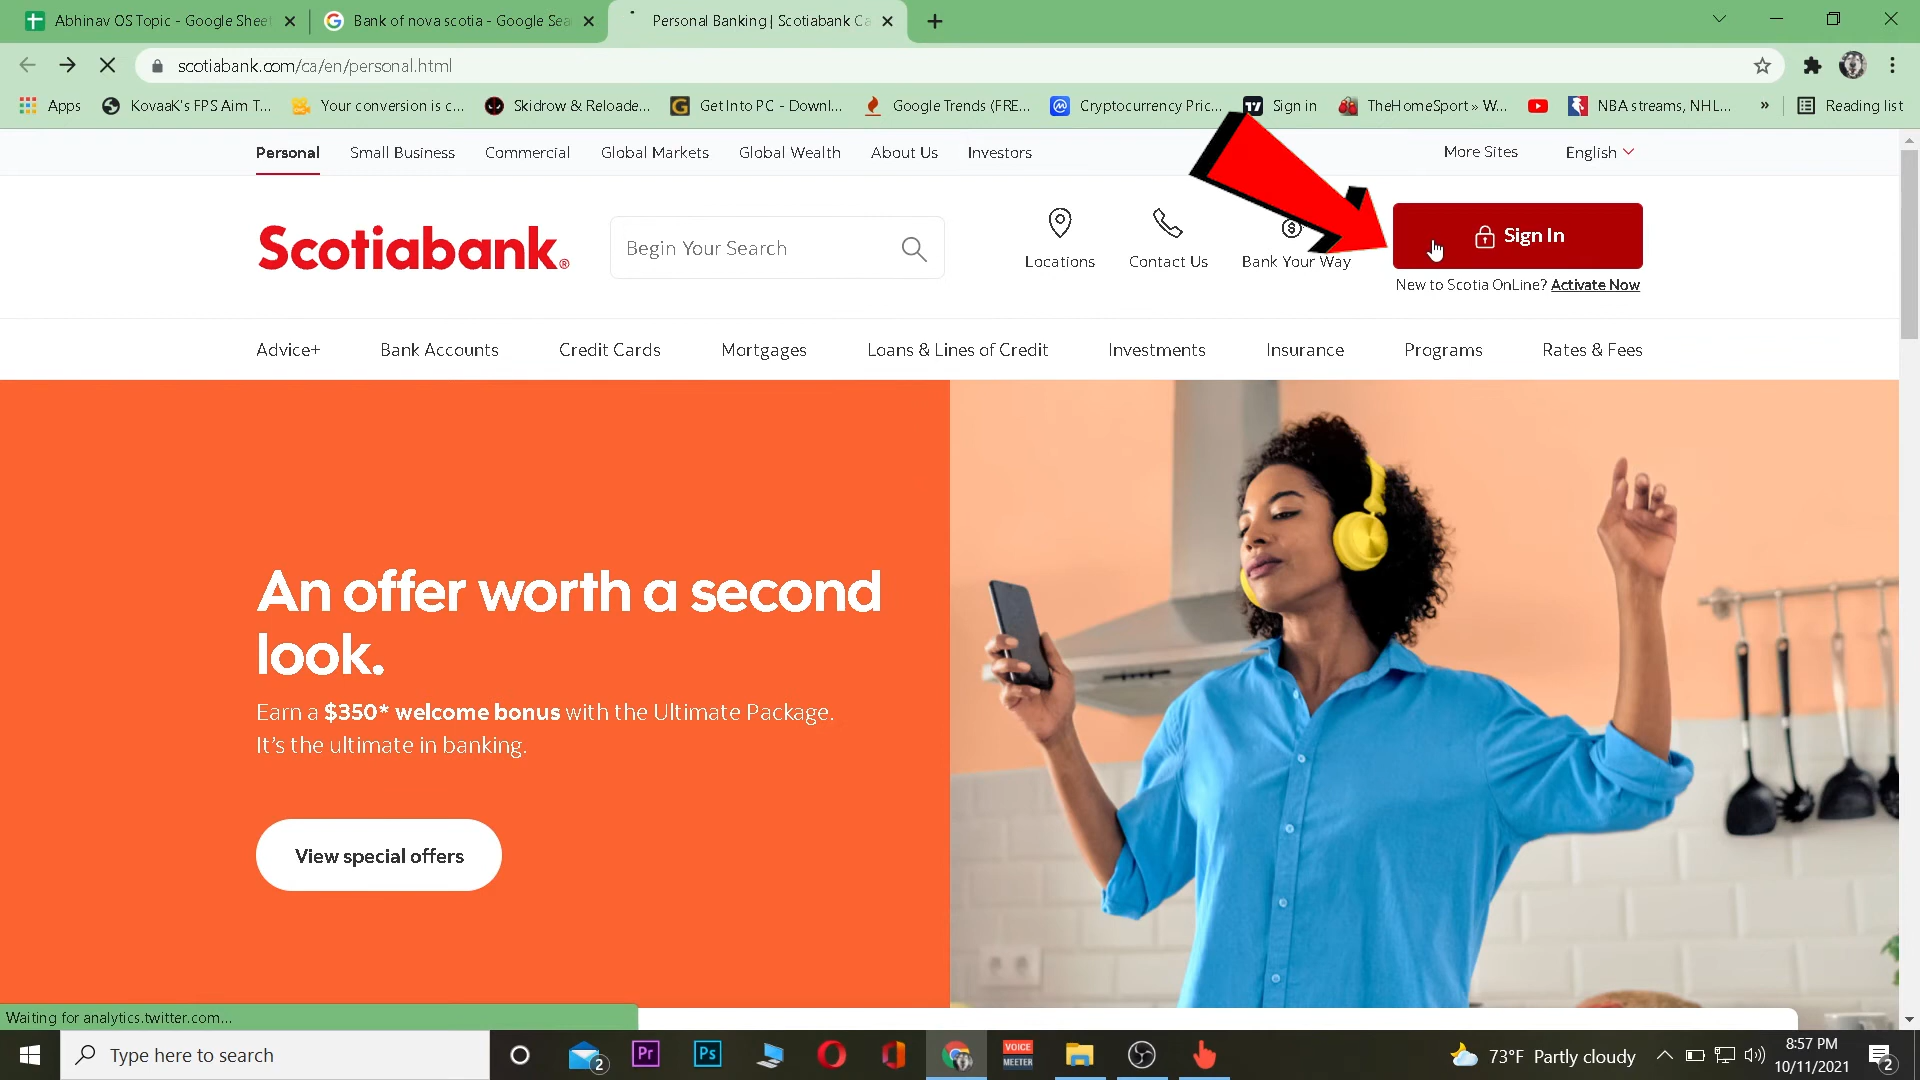 Abhinav OS Topic - Google Sheet
Bank of nova scotia - Google Sea
Personal Banking | Scotiabank Ca
scotiabank.com/ca/en/personal.html
Apps
KovaaK's FPS Aim T...
Your conversion is c...
Skidrow & Reloade...
Get Into PC - Downl...
Google Trends (FRE...
Cryptocurrency Pric...
Sign in
TheHomeSport » W...
NBA streams, NHL...
»
Reading list
Personal
Small Business
Commercial
Global Markets
Global Wealth
About Us
Investors
More Sites
English
Scotiabank®
Begin Your Search
Locations
Contact Us
Bank Your Way
Sign In
New to Scotia OnLine? Activate Now
Advice+
Bank Accounts
Credit Cards
Mortgages
Loans & Lines of Credit
Investments
Insurance
Programs
Rates & Fees
An offer worth a second
look.
Earn a $350* welcome bonus with the Ultimate Package.
It's the ultimate in banking.
View special offers
Waiting for analytics.twitter.com...
Type here to search
2
Pr
Ps
VOICE
MEETER
73°F Partly cloudy
8:57 PM
10/11/2021
2